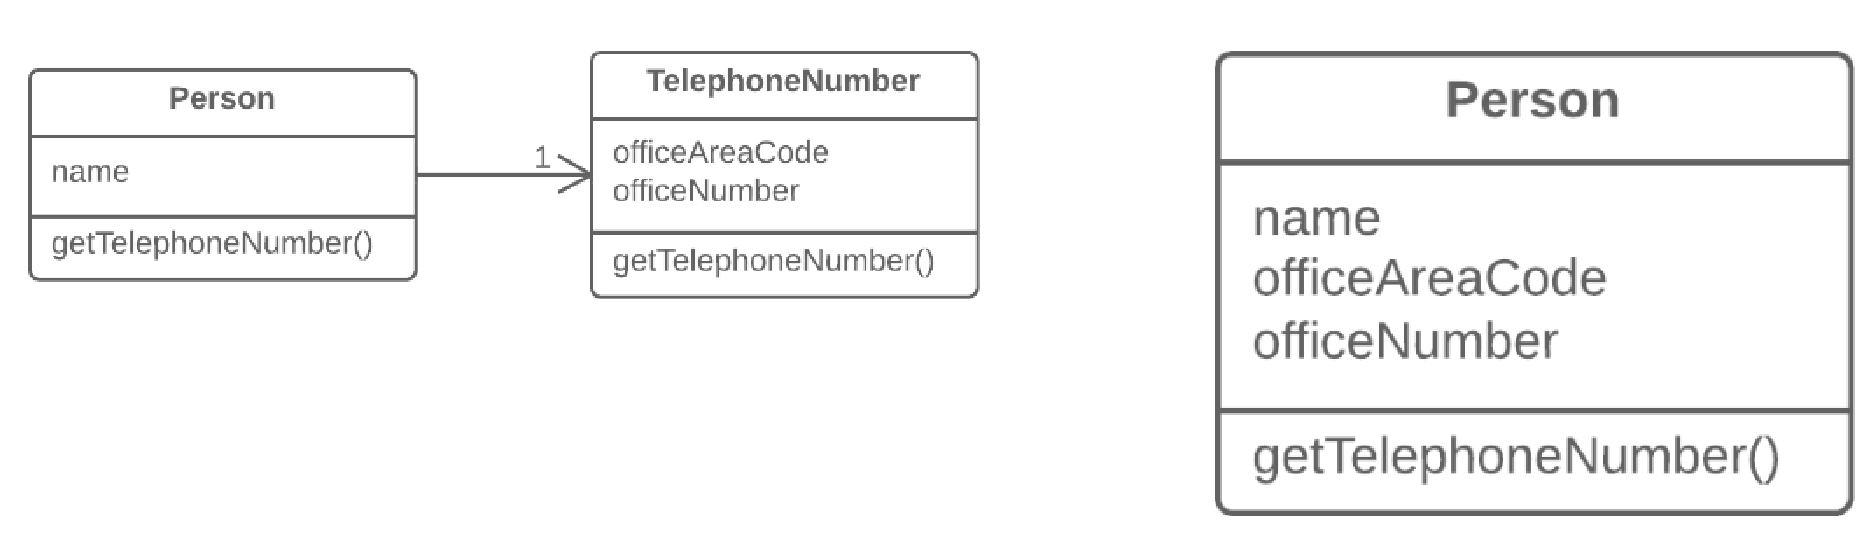 Person
name
getTelephoneNumber()
1
TelephoneNumber
officeAreaCode
officeNumber
getTelephoneNumber()
Person
name
officeAreaCode
officeNumber
getTelephoneNumber()